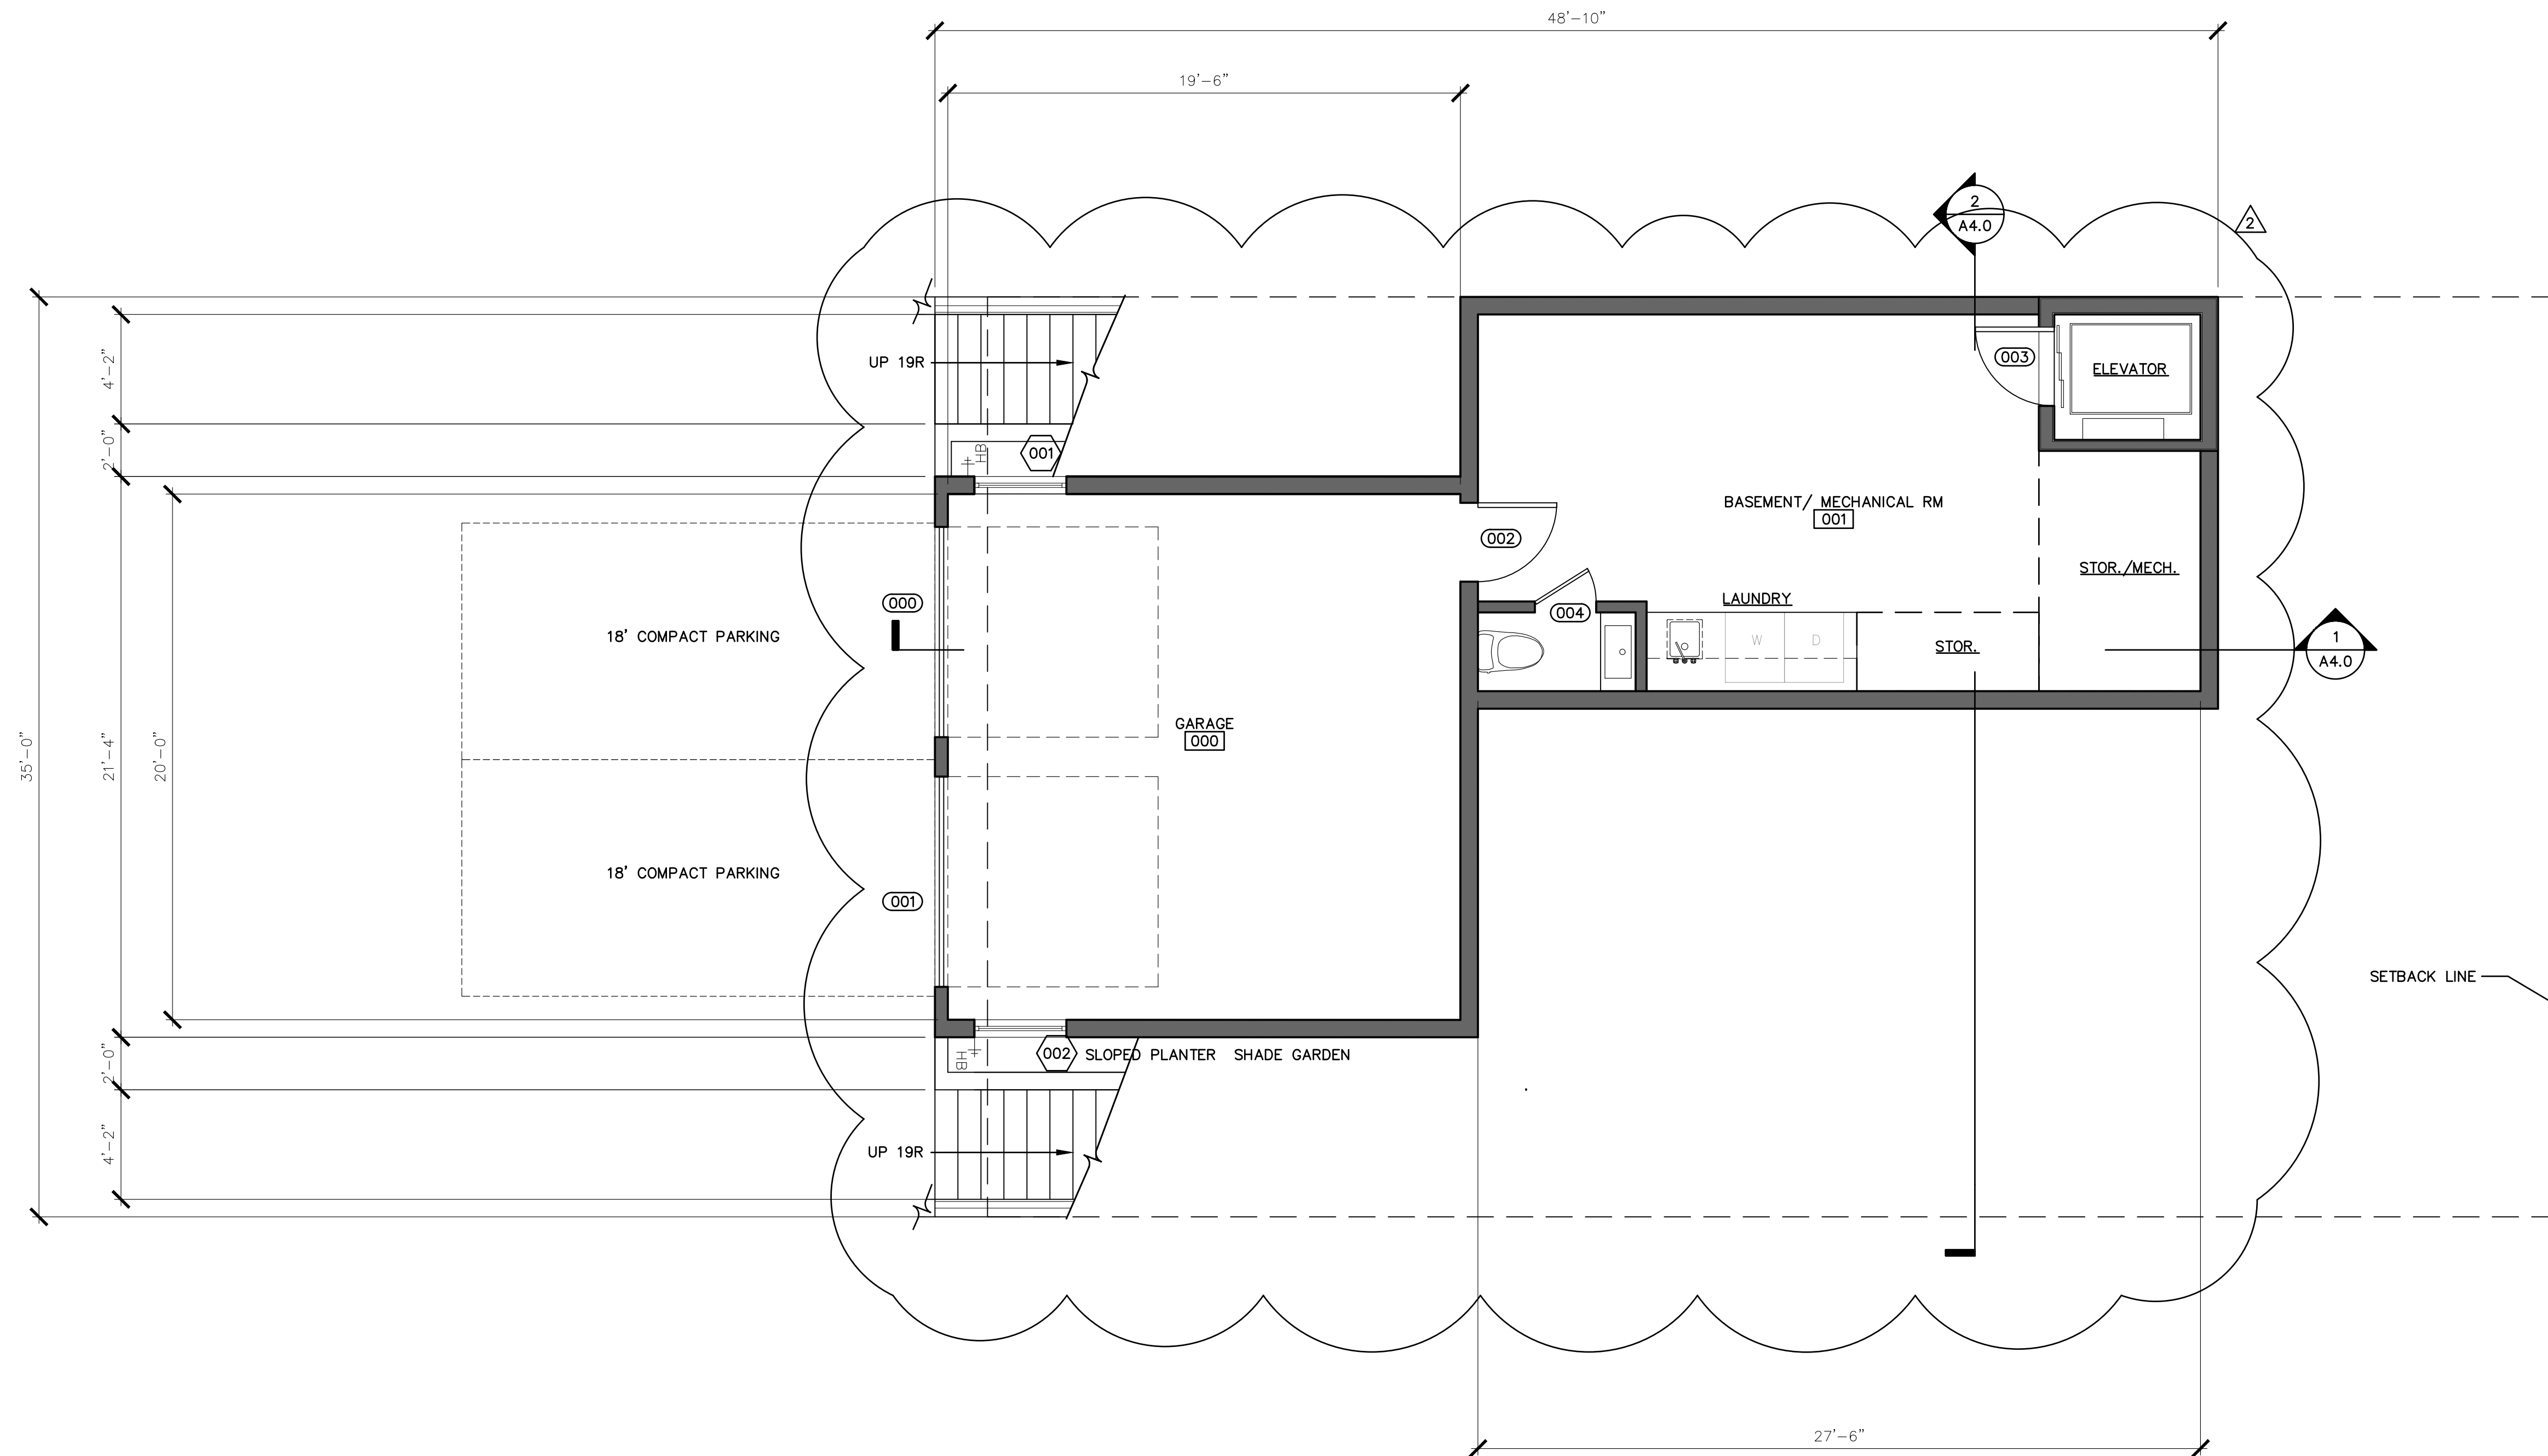 48'-10"
19'-6"
2
A4.0
2
35'-0"
4'-2"
2'-0"
21'-4"
20'-0"
2'-0"
4'-2"
UP 19R
HB
001
003
ELEVATOR
BASEMENT/ MECHANICAL RM
001
002
STOR./MECH.
000
LAUNDRY
004
18' COMPACT PARKING
W
D
STOR.
1
A4.0
GARAGE
000
18' COMPACT PARKING
001
SETBACK LINE
HB
002
SLOPED PLANTER SHADE GARDEN
UP 19R
27'-6"